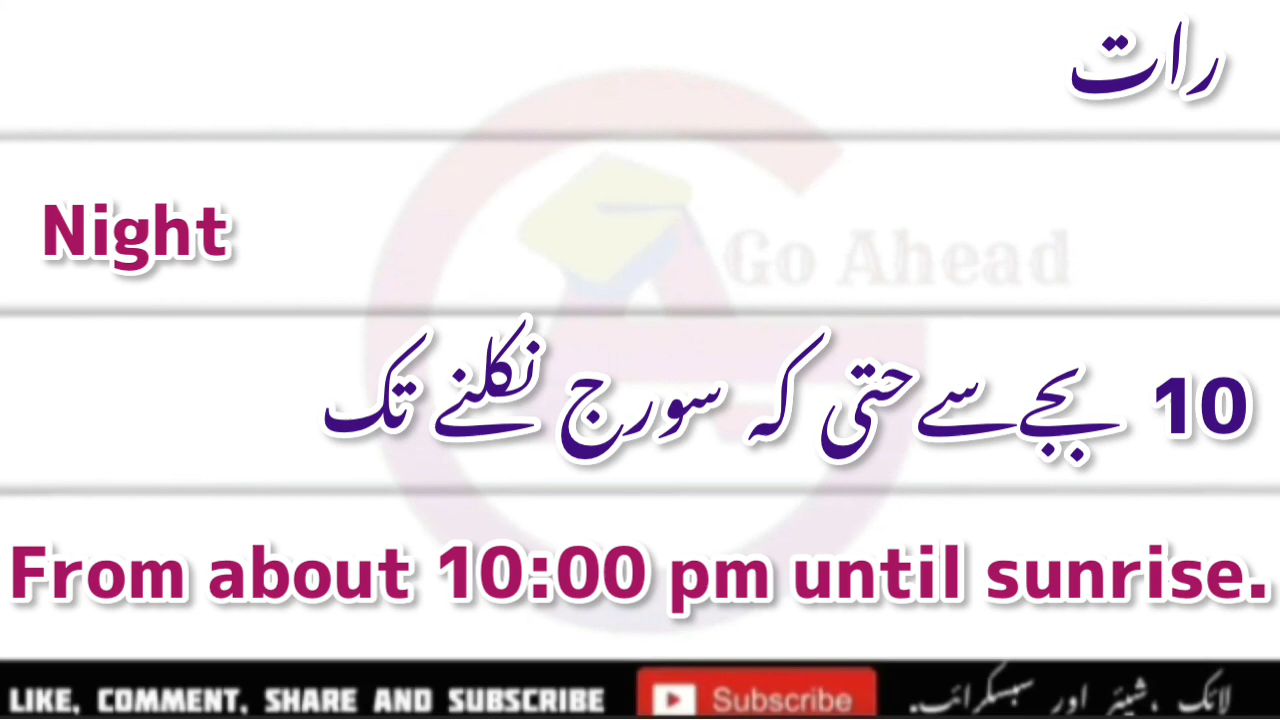 رات
Go Ahead
Night
10 بجے سے حتی کہ سورج نکلنے تک
From about 10:00 pm until sunrise.
LIKE, COMMENT, SHARE AND SUBSCRIBE Subscribe لائک ،شیئر اور سبسکرائب.